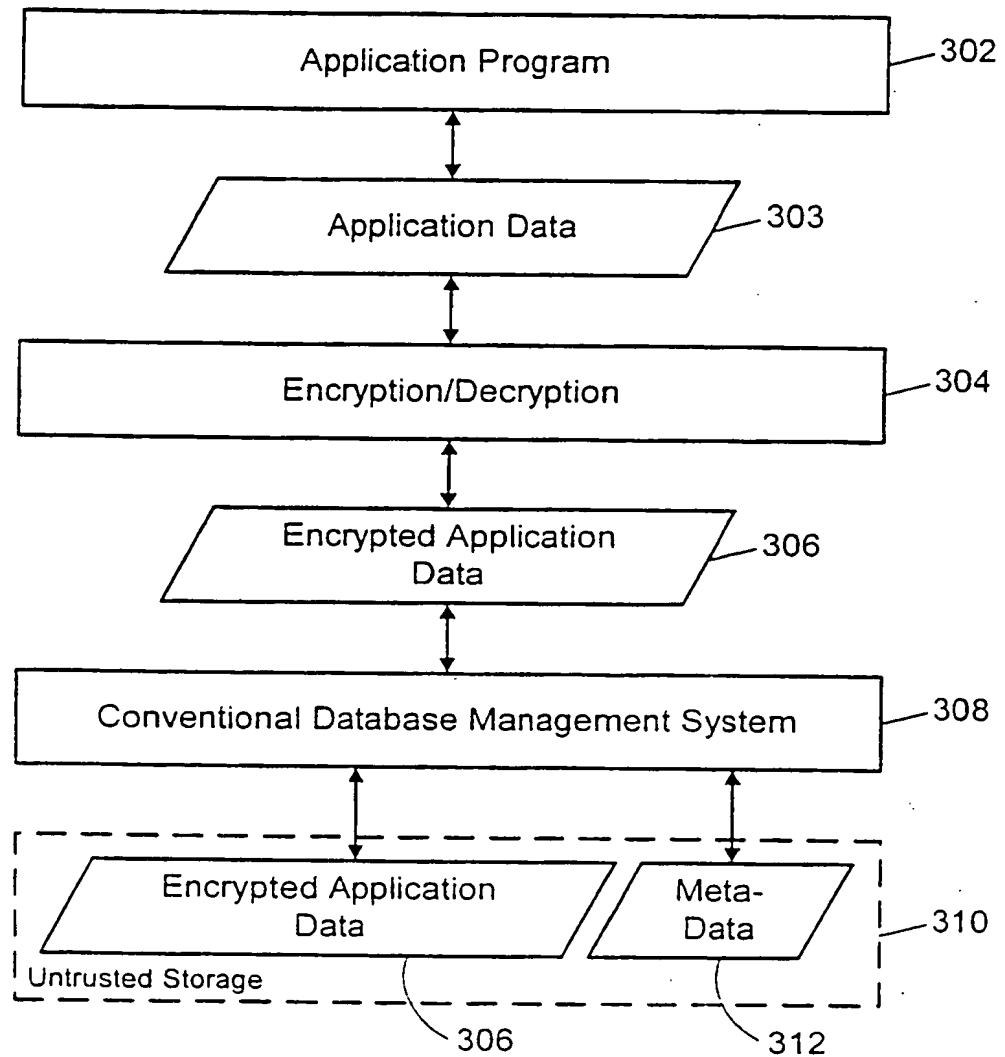 Application Program
302
Application Data
303
Encryption/Decryption
304
Encrypted Application
Data
306
Conventional Database Management System
308
Encrypted Application
Data
Meta-
Data
310
Untrusted Storage
306
312